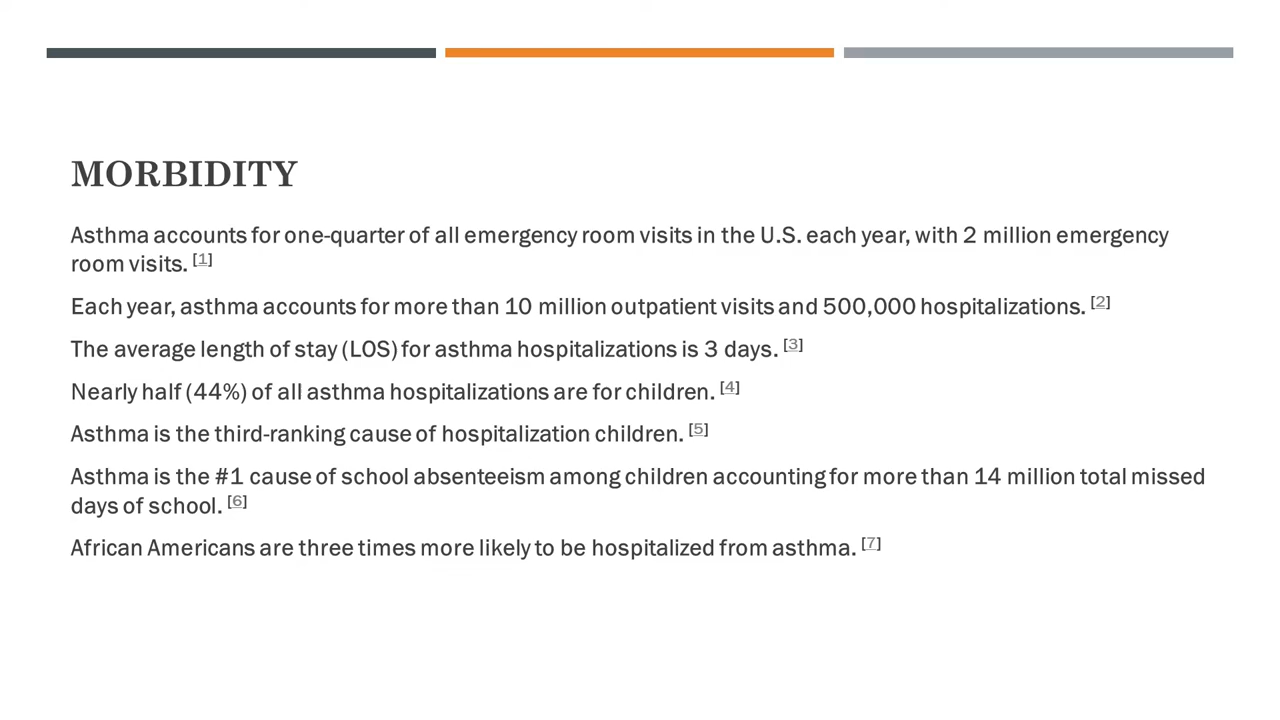 MORBIDITY
Asthma accounts for one-quarter of all emergency room visits in the U.S. each year, with 2 million emergency
room visits. [1]
Each year, asthma accounts for more than 10 million outpatient visits and 500,000 hospitalizations. [2]
The average length of stay (LOS) for asthma hospitalizations is 3 days. [3]
Nearly half (44%) of all asthma hospitalizations are for children. [4]
Asthma is the third-ranking cause of hospitalization children. [5]
Asthma is the #1 cause of school absenteeism among children accounting for more than 14 million total missed
days of school. [6]
African Americans are three times more likely to be hospitalized from asthma. [7]